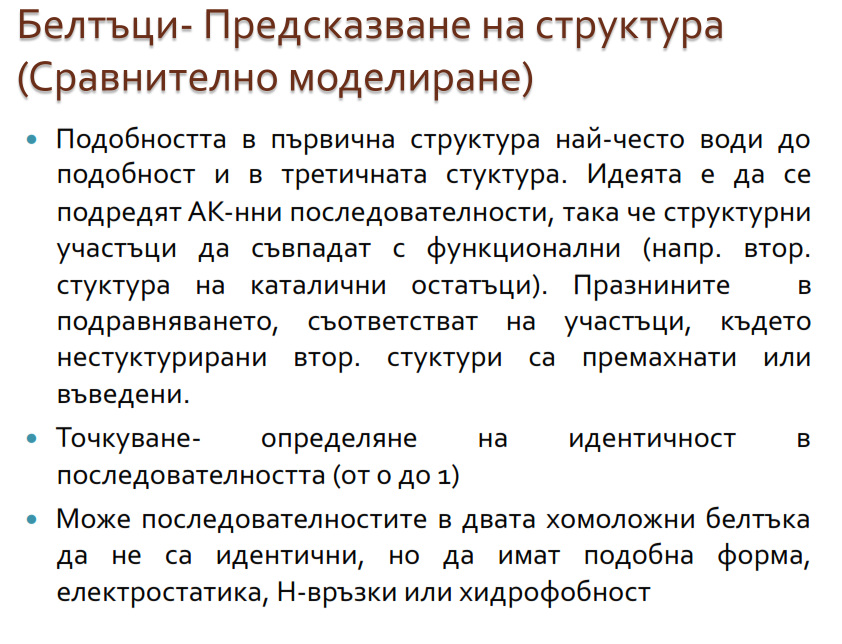 Белтъци- Предсказване на структура
(Сравнително моделиране)
• Подобността в първична структура най-често води до
подобност и в третичната стуктура. Идеята е да се
подредят АК-нни последователности, така че структурни
участъци да съвпадат с функционални (напр. втор.
стуктура на каталични остатъци). Празнините в
подравняването, съответстват на участъци, където
нестуктурирани втор. стуктури са премахнати или
въведени.
• Точкуване- определяне на идентичност в
последователността (от 0 до 1)
• Може последователностите в двата хомоложни белтъка
да не са идентични, но да имат подобна форма,
електростатика, Н-връзки или хидрофобност